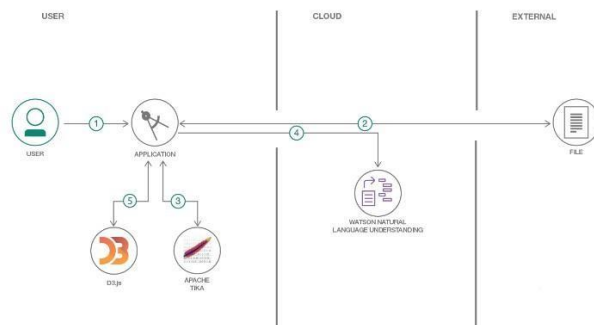 USER
CLOUD
EXTERNAL
1
2
4
USER
APPLICATION
FILE
5
3
WATSON NATURAL
LANGUAGE UNDERSTANDING
D3
D3.js
APACHE
TIKA